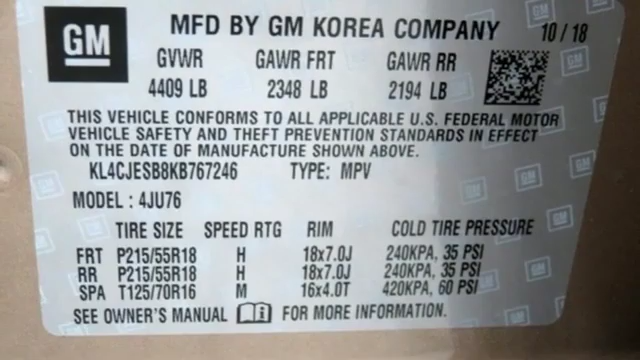 GM MFD BY GM KOREA COMPANY 10/18
GVWR GAWR FRT GAWR RR
4409 LB 2348 LB 2194 LB
THIS VEHICLE CONFORMS TO ALL APPLICABLE U.S. FEDERAL MOTOR
VEHICLE SAFETY AND THEFT PREVENTION STANDARDS IN EFFECT
ON THE DATE OF MANUFACTURE SHOWN ABOVE.
KL4CJESB8KB767246 TYPE: MPV
MODEL : 4JU76
TIRE SIZE SPEED RTG RIM COLD TIRE PRESSURE
FRT P215/55R18 H 18x7.0J 240KPA, 35 PSI
RR P215/55R18 H 18x7.0J 240KPA, 35 PSI
SPA T125/70R16 M 16x4.0T 420KPA, 60 PSI
SEE OWNER'S MANUAL FOR MORE INFORMATION.